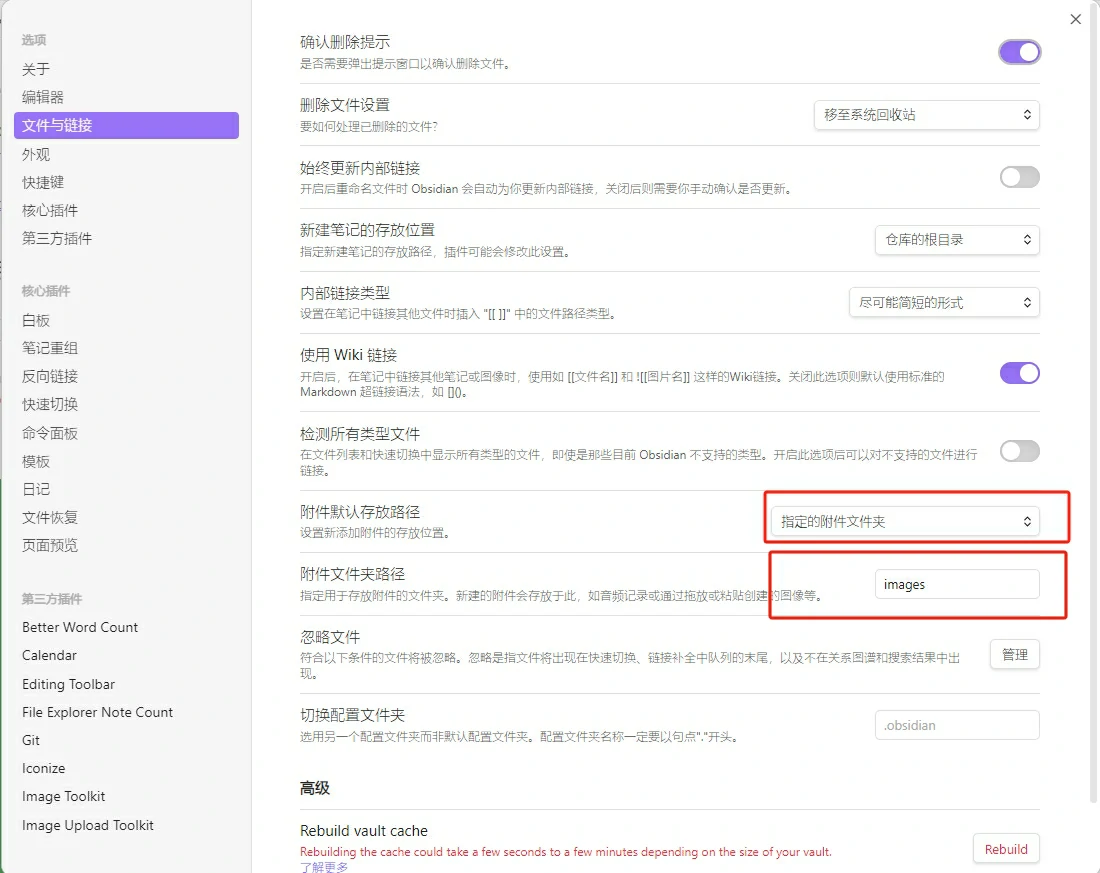 选项
关于
编辑器
文件与链接
外观
快捷键
核心插件
第三方插件
核心插件
白板
笔记重组
反向链接
快速切换
命令面板
模板
日记
文件恢复
页面预览
第三方插件
Better Word Count
Calendar
Editing Toolbar
File Explorer Note Count
Git
Iconize
Image Toolkit
Image Upload Toolkit
确认删除提示
是否需要弹出提示窗口以确认删除文件。
删除文件设置
要如何处理已删除的文件?
移至系统回收站
始终更新内部链接
开启后重命名文件时 Obsidian 会自动为你更新内部链接，关闭后则需要你手动确认是否更新。
新建笔记的存放位置
指定新建笔记的存放路径，插件可能会修改此设置。
仓库的根目录
内部链接类型
设置在笔记中链接其他文件时插入 "[[ ]]" 中的文件路径类型。
尽可能简短的形式
使用 Wiki 链接
开启后，在笔记中链接其他笔记或图像时，使用如 [[文件名]] 和 ![[图片名]] 这样的Wiki链接。关闭此选项则默认使用标准的
Markdown 超链接语法，如 []()。
检测所有类型文件
在文件列表和快速切换中显示所有类型的文件，即使是那些目前 Obsidian 不支持的类型。开启此选项后可以对不支持的文件进行
链接。
附件默认存放路径
设置新添加附件的存放位置。
指定的附件文件夹
附件文件夹路径
指定用于存放附件的文件夹。新建的附件会存放于此，如音频记录或通过拖放或粘贴创建的图像等。
images
忽略文件
符合以下条件的文件将被忽略。忽略是指文件将出现在快速切换、链接补全中队列的末尾，以及不在关系图谱和搜索结果中出
现。
管理
切换配置文件夹
选用另一个配置文件夹而非默认配置文件夹。配置文件夹名称一定要以句点"."开头。
.obsidian
高级
Rebuild vault cache
Rebuilding the cache could take a few seconds to a few minutes depending on the size of your vault.
了解更多
Rebuild